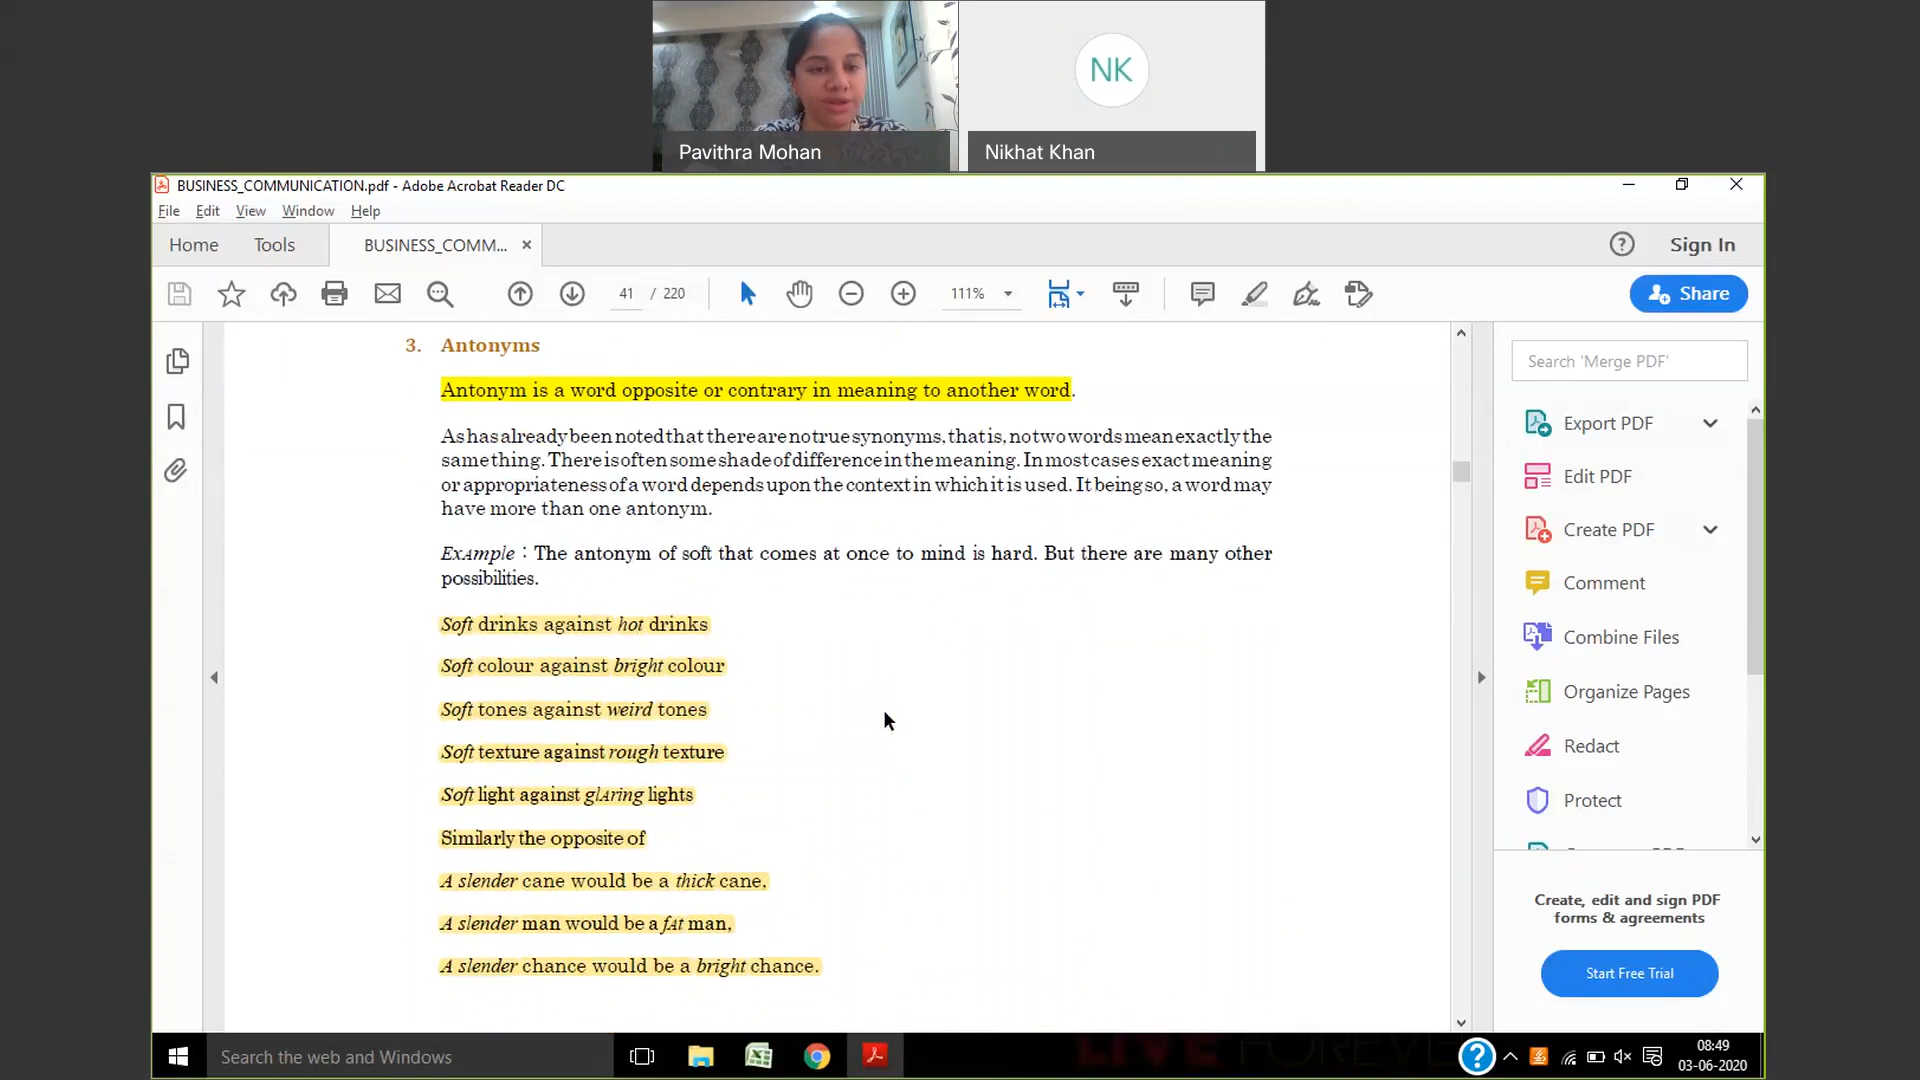 NK
Pavithra Mohan
Nikhat Khan
BUSINESS_COMMUNICATION.pdf - Adobe Acrobat Reader DC
File Edit View Window Help
Home Tools BUSINESS_COMM... × Sign In
41 / 220 111% Share
3. Antonyms
Antonym is a word opposite or contrary in meaning to another word.
As has already been noted that there are no true synonyms, that is, no two words mean exactly the
same thing. There is often some shade of difference in the meaning. In most cases exact meaning
or appropriateness of a word depends upon the context in which it is used. It being so, a word may
have more than one antonym.
Example : The antonym of soft that comes at once to mind is hard. But there are many other
possibilities.
Soft drinks against hot drinks
Soft colour against bright colour
Soft tones against weird tones
Soft texture against rough texture
Soft light against glaring lights
Similarly the opposite of
A slender cane would be a thick cane,
A slender man would be a fat man,
A slender chance would be a bright chance.
Search 'Merge PDF'
Export PDF
Edit PDF
Create PDF
Comment
Combine Files
Organize Pages
Redact
Protect
Create, edit and sign PDF
forms & agreements
Start Free Trial
Search the web and Windows
08:49
03-06-2020